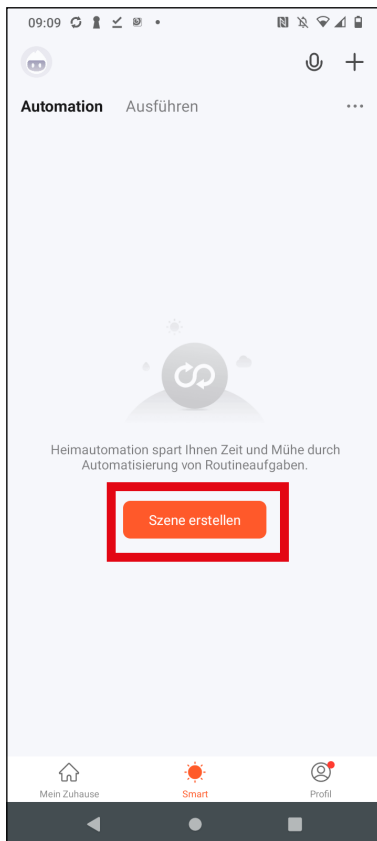 09:09
Automation Ausführen
Heimautomation spart Ihnen Zeit und Mühe durch
Automatisierung von Routineaufgaben.
Szene erstellen
Mein Zuhause Smart Profil